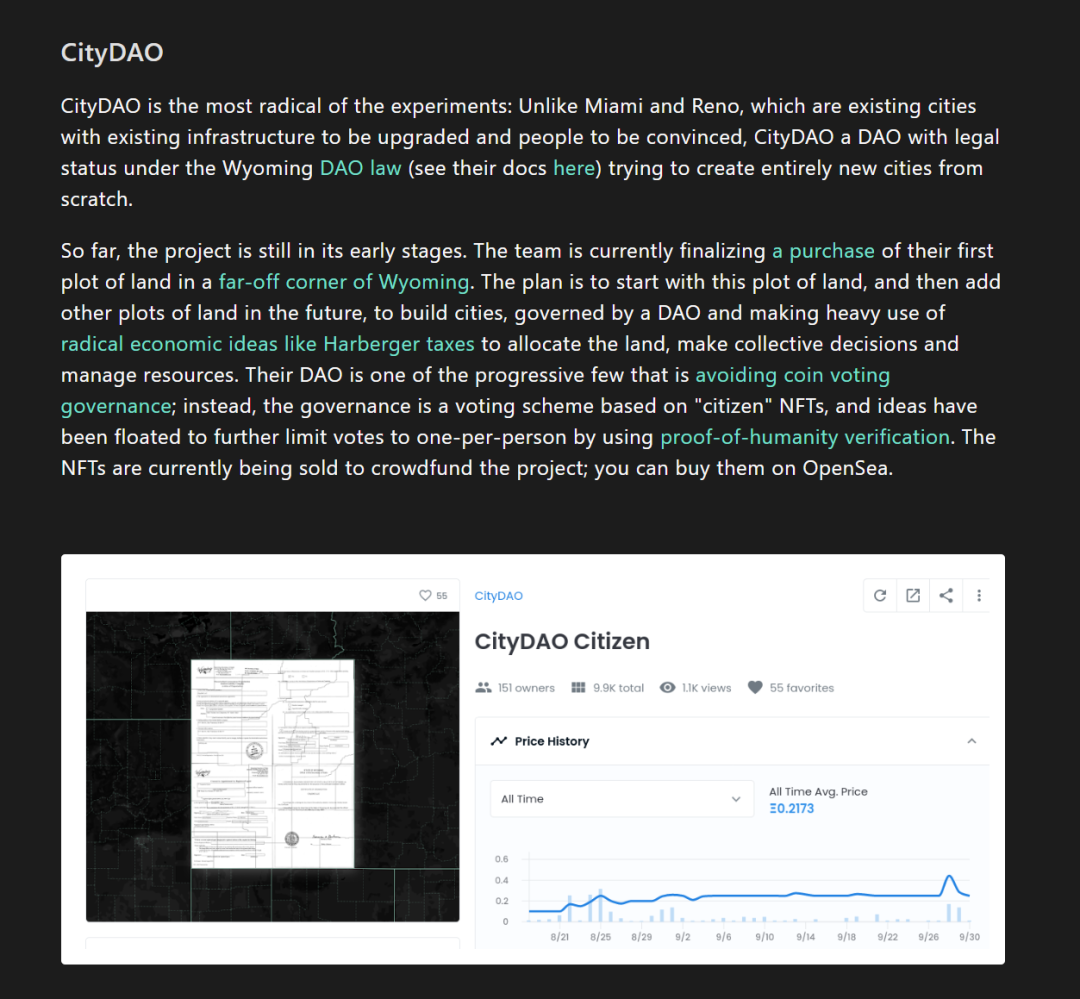 CityDAO
CityDAO is the most radical of the experiments: Unlike Miami and Reno, which are existing cities
with existing infrastructure to be upgraded and people to be convinced, CityDAO a DAO with legal
status under the Wyoming DAO law (see their docs here) trying to create entirely new cities from
scratch.
So far, the project is still in its early stages. The team is currently finalizing a purchase of their first
plot of land in a far-off corner of Wyoming. The plan is to start with this plot of land, and then add
other plots of land in the future, to build cities, governed by a DAO and making heavy use of
radical economic ideas like Harberger taxes to allocate the land, make collective decisions and
manage resources. Their DAO is one of the progressive few that is avoiding coin voting
governance; instead, the governance is a voting scheme based on "citizen" NFTs, and ideas have
been floated to further limit votes to one-per-person by using proof-of-humanity verification. The
NFTs are currently being sold to crowdfund the project; you can buy them on OpenSea.
55
CityDAO
CityDAO Citizen
151 owners 9.9K total 1.1K views 55 favorites
Price History
All Time
All Time Avg. Price
Ξ0.2173
0.6
0.4
0.2
0
8/21 8/25 8/29 9/2 9/6 9/10 9/14 9/18 9/22 9/26 9/30